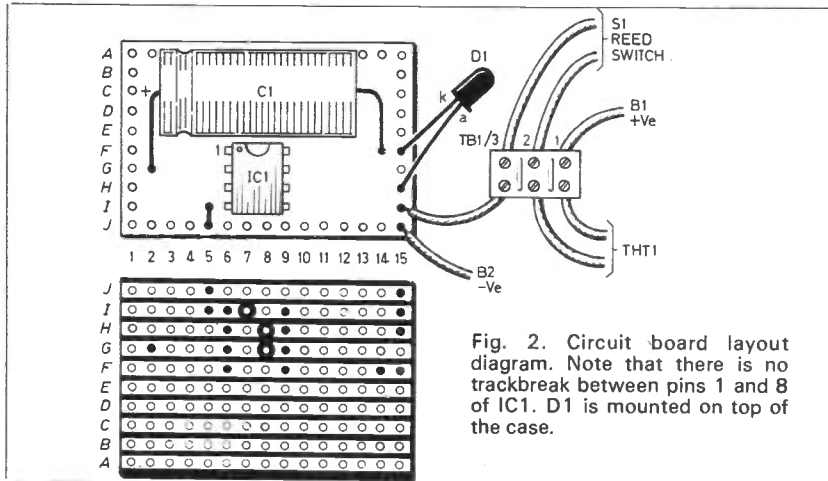 S1
REED
SWITCH
D1
k
a
B1
+Ve
TB1/3 2 1
THT1
B2
-Ve
A
B
C + C1
D
E
F 1
G IC1
H
I
J
1 2 3 4 5 6 7 8 9 10 11 12 13 14 15
J
I
H
G
F
E
D
C
B
A
Fig. 2. Circuit board layout
diagram. Note that there is no
trackbreak between pins 1 and 8
of IC1. D1 is mounted on top of
the case.